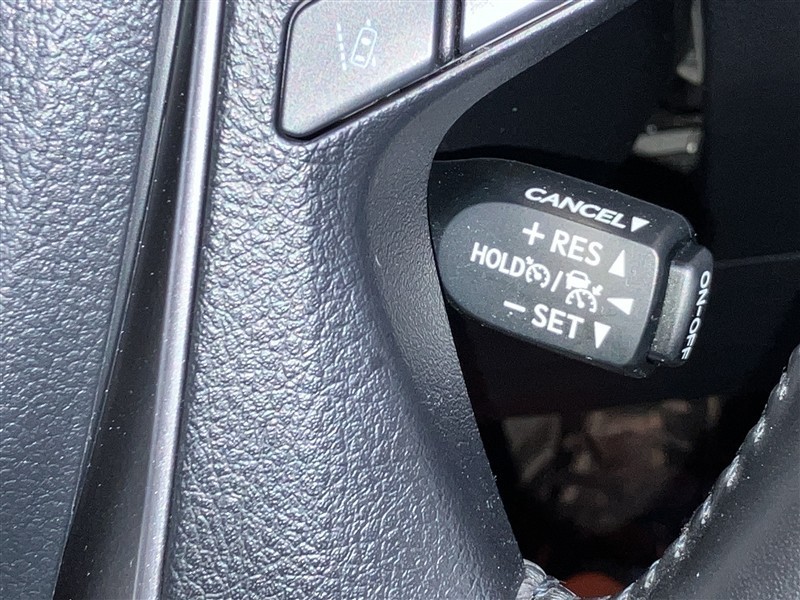 CANCEL▼
+ RES ▲
HOLD / ◀
− SET ▼
ON-OFF